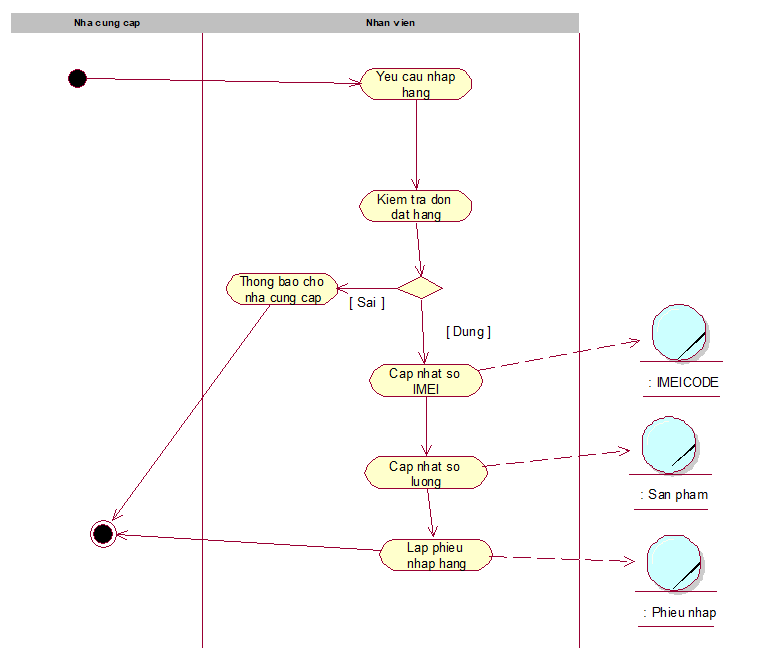 Nha cung cap
Nhan vien
Yeu cau nhap
hang
Kiem tra don
dat hang
Thong bao cho
nha cung cap
[ Sai ]
[ Dung ]
Cap nhat so
IMEI
: IMEICODE
Cap nhat so
luong
: San pham
Lap phieu
nhap hang
: Phieu nhap